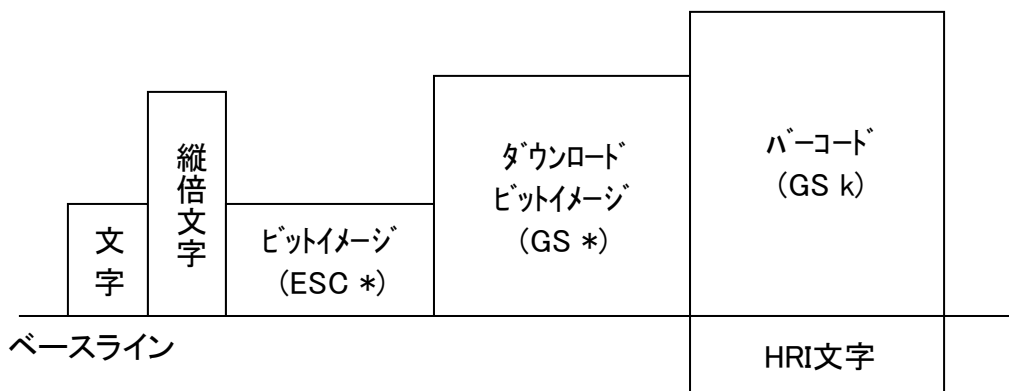 文字
縦倍文字
ﾋﾞｯﾄｲﾒｰｼﾞ
(ESC *)
ﾀﾞｳﾝﾛｰﾄﾞ
ﾋﾞｯﾄｲﾒｰｼﾞ
(GS *)
ﾊﾞｰｺｰﾄﾞ
(GS k)
ベースライン
HRI文字